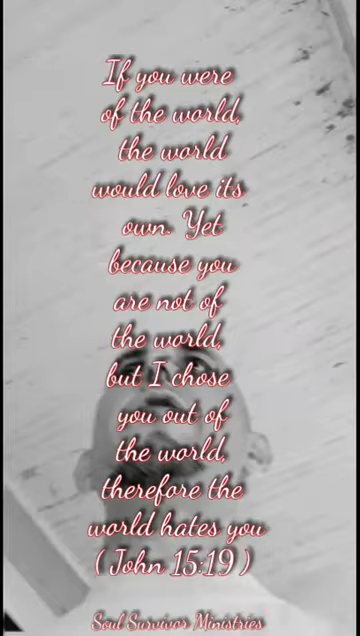 If you were
of the world,
the world
would love its
own. Yet
because you
are not of
the world,
but I chose
you out of
the world,
therefore the
world hates you
( John 15:19 )
Soul Survivor Ministries